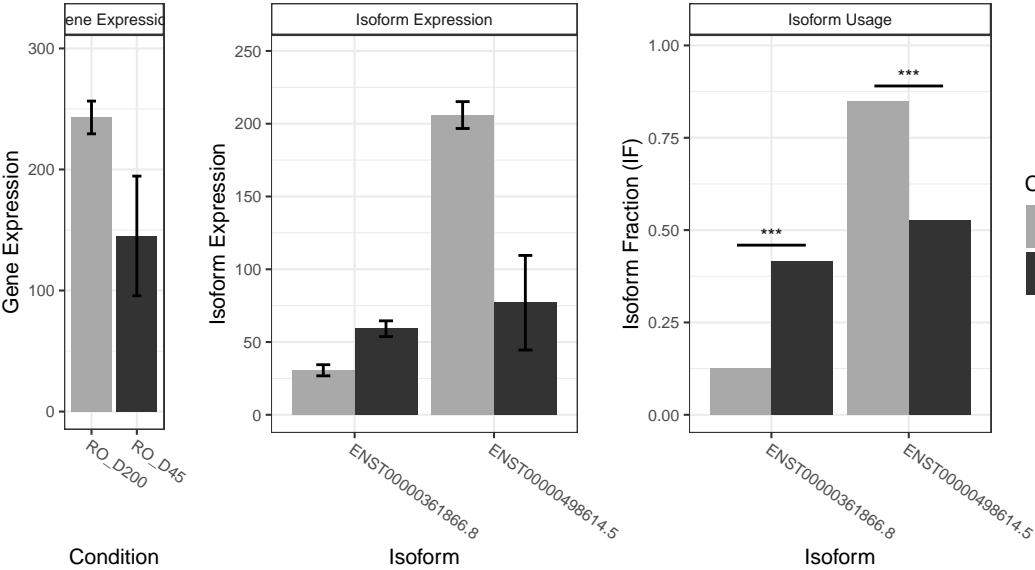 ene Expressio
Gene Expression
300
200
100
0
RO_D200
RO_D45
Condition
Isoform Expression
Isoform Expression
250
200
150
100
50
0
ENST00000361866.8
ENST00000498614.5
Isoform
Isoform Usage
Isoform Fraction (IF)
1.00
0.75
0.50
0.25
0.00
***
***
ENST00000361866.8
ENST00000498614.5
Isoform
C